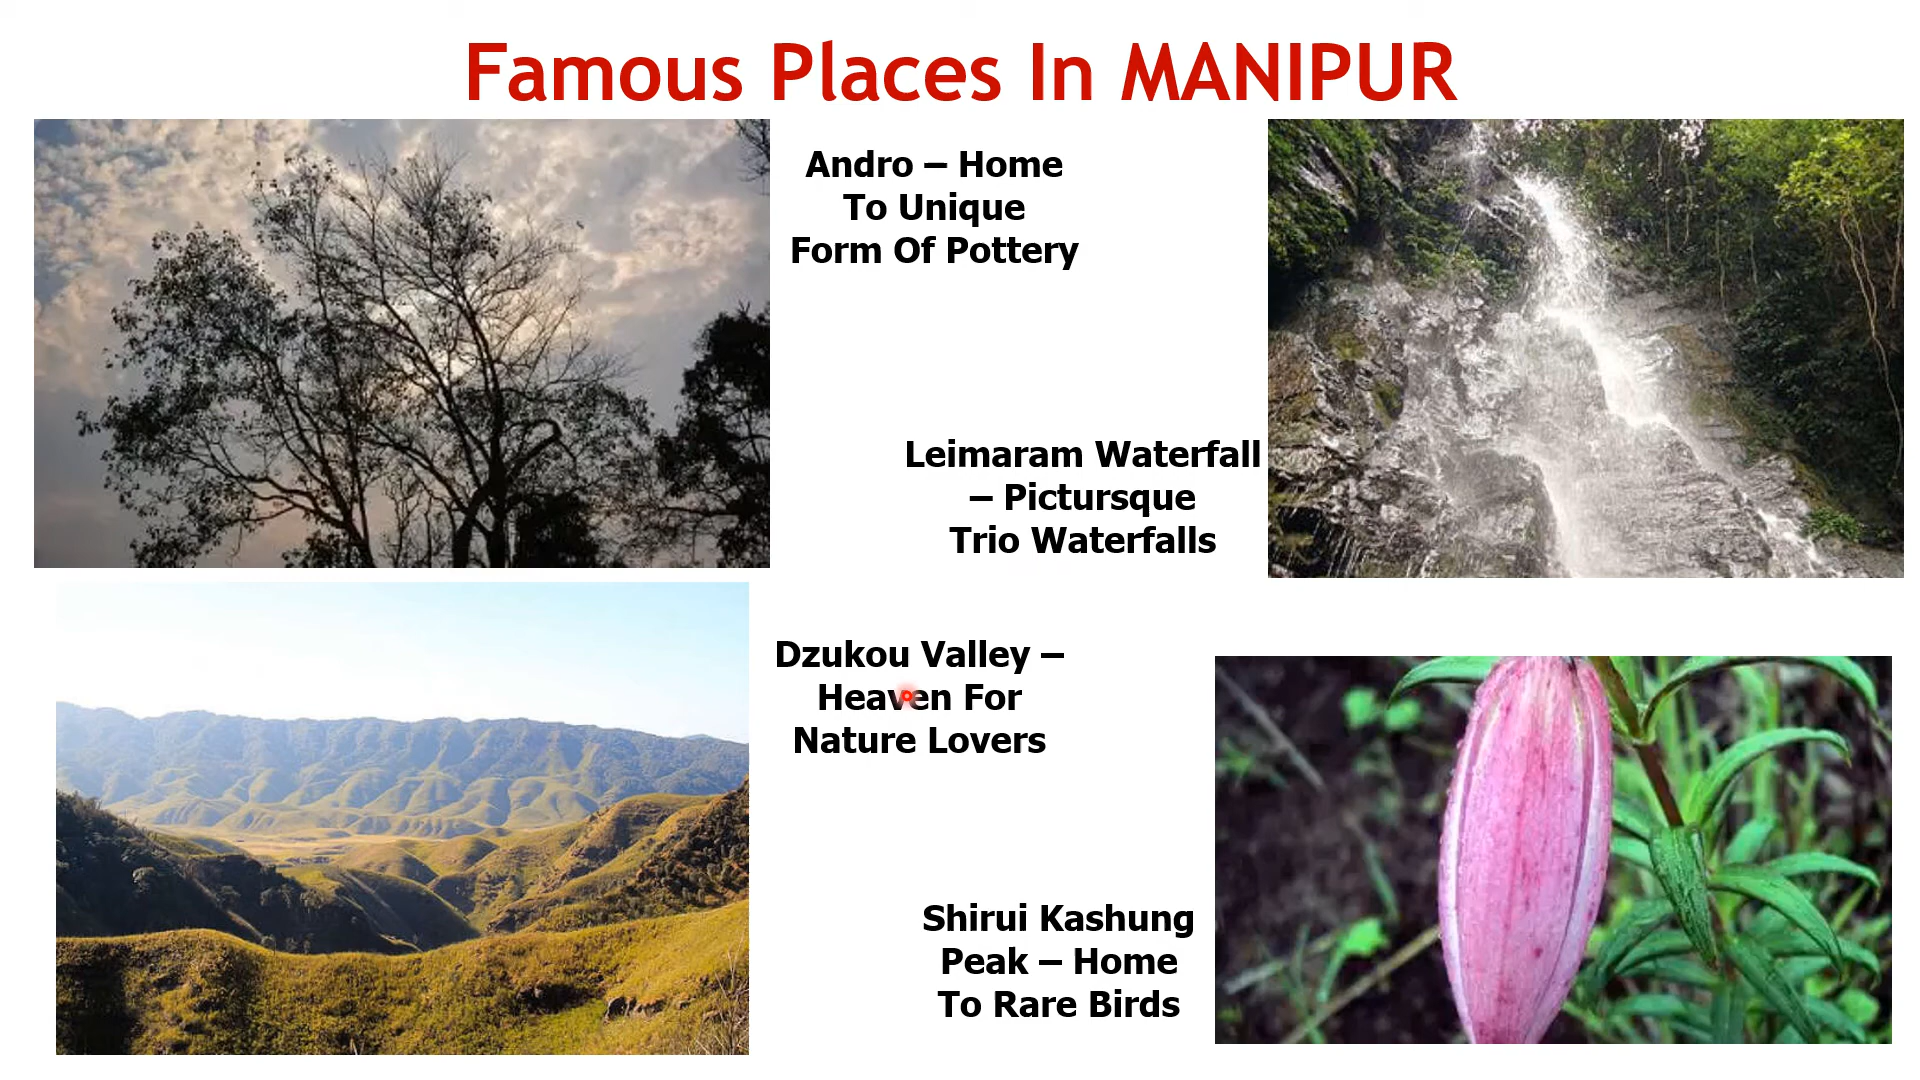 Famous Places In MANIPUR
Andro – Home
To Unique
Form Of Pottery
Leimaram Waterfall
– Pictursque
Trio Waterfalls
Dzukou Valley –
Heaven For
Nature Lovers
Shirui Kashung
Peak – Home
To Rare Birds